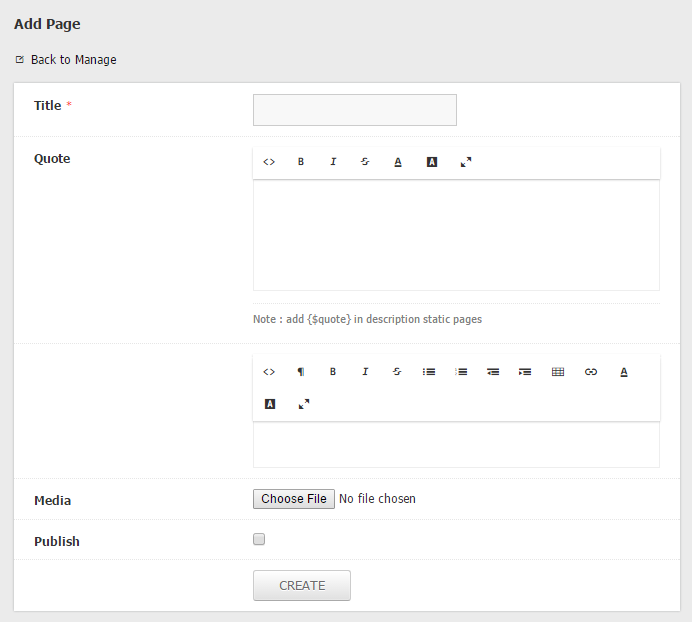 Add Page
Back to Manage
Title *
Quote
<> B I S A A
Note : add {$quote} in description static pages
<> ¶ B I S A
A
Media Choose File No file chosen
Publish
CREATE